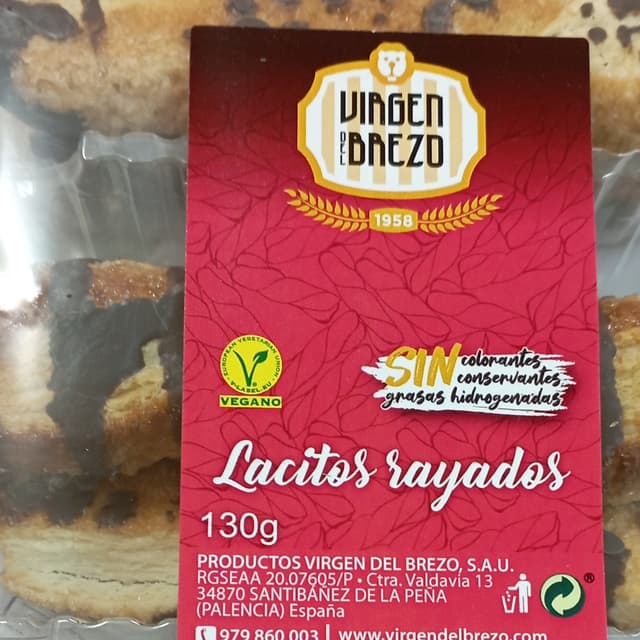 VIRGEN
DEL BREZO
1958
EUROPEAN VEGETARIAN UNION
V-LABEL.EU
VEGANO
SIN colorantes
conservantes
grasas hidrogenadas
Lacitos rayados
130g
PRODUCTOS VIRGEN DEL BREZO, S.A.U.
RGSEAA 20.07605/P • Ctra. Valdavia 13
34870 SANTIBÁÑEZ DE LA PEÑA
(PALENCIA) España
979 860 003 | www.virgendelbrezo.com
®